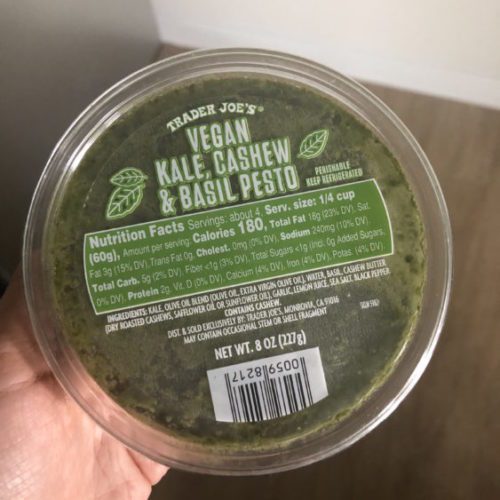 TRADER JOE'S®
VEGAN
KALE, CASHEW
& BASIL PESTO
PERISHABLE
KEEP REFRIGERATED
Nutrition Facts Servings: about 4, Serv. size: 1/4 cup
(60g), Amount per serving: Calories 180, Total Fat 18g (23% DV), Sat.
Fat 3g (15% DV), Trans Fat 0g, Cholest. 0mg (0% DV), Sodium 240mg (10% DV),
Total Carb. 5g (2% DV), Fiber <1g (3% DV), Total Sugars <1g (Incl. 0g Added Sugars,
0% DV), Protein 2g, Vit. D (0% DV), Calcium (4% DV), Iron (4% DV), Potas. (4% DV).
INGREDIENTS: KALE, OLIVE OIL BLEND (OLIVE OIL, EXTRA VIRGIN OLIVE OIL), WATER, BASIL, CASHEW BUTTER
(DRY ROASTED CASHEWS, SAFFLOWER OIL OR SUNFLOWER OIL), GARLIC, LEMON JUICE, SEA SALT, BLACK PEPPER
CONTAINS CASHEW.
DIST. & SOLD EXCLUSIVELY BY: TRADER JOE'S, MONROVIA, CA 91016
MAY CONTAIN OCCASIONAL STEM OR SHELL FRAGMENT
NET WT. 8 OZ (227g)
0059 8217